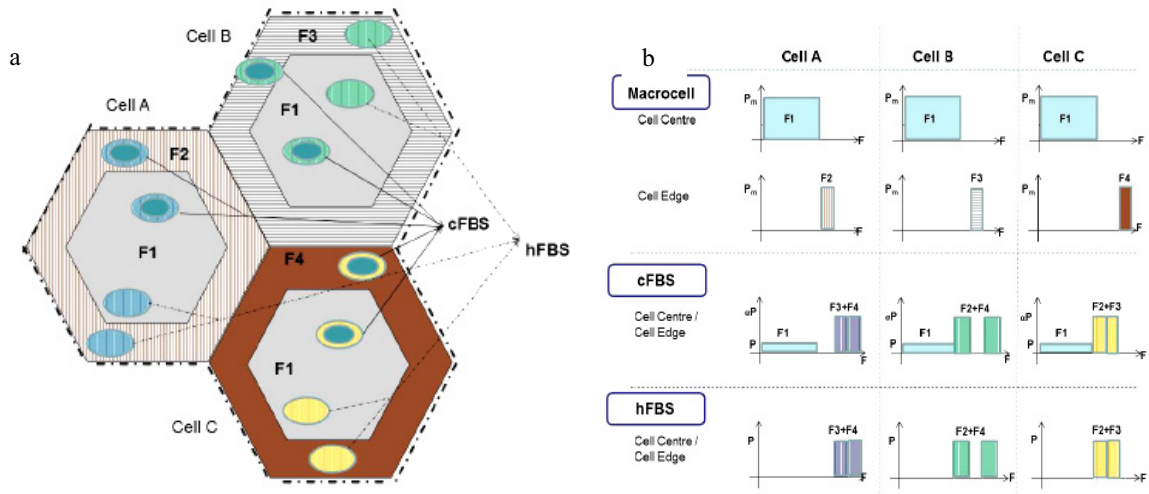 a
Cell B
F3
F1
Cell A
F2
F1
cFBS
hFBS
F4
F1
Cell C
b
Cell A
Cell B
Cell C
Macrocell
Cell Centre
Pm
F1
F
Pm
F1
F
Pm
F1
F
Cell Edge
Pm
F2
F
Pm
F3
F
Pm
F4
F
cFBS
Cell Centre /
Cell Edge
αP
P
F1
F3+F4
F
αP
P
F1
F2+F4
F
αP
P
F1
F2+F3
F
hFBS
Cell Centre /
Cell Edge
P
F3+F4
F
P
F2+F4
F
P
F2+F3
F